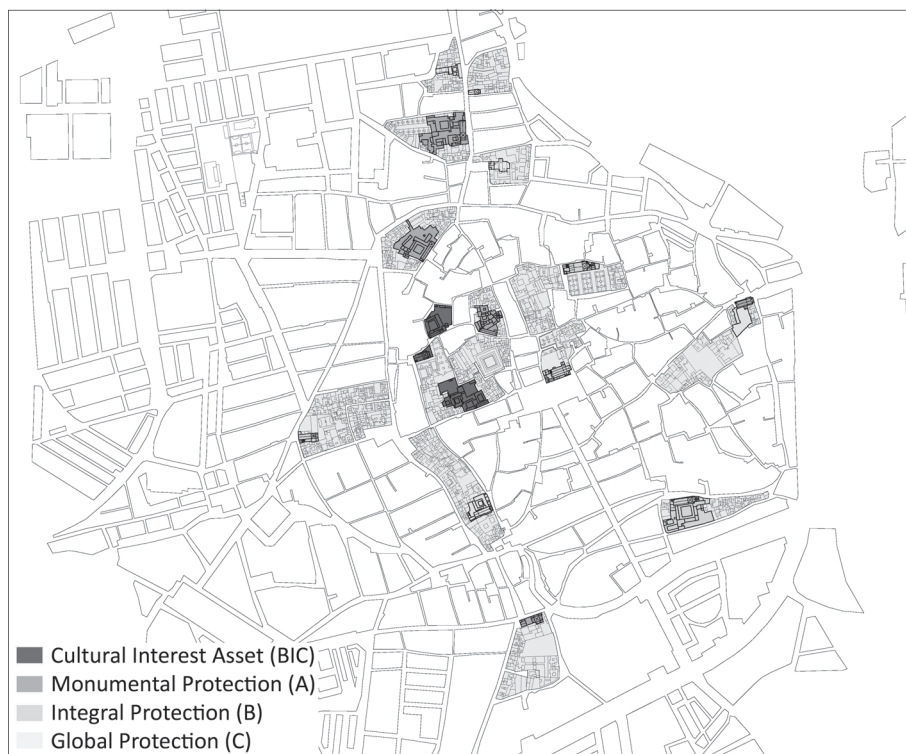 Cultural Interest Asset (BIC)
Monumental Protection (A)
Integral Protection (B)
Global Protection (C)